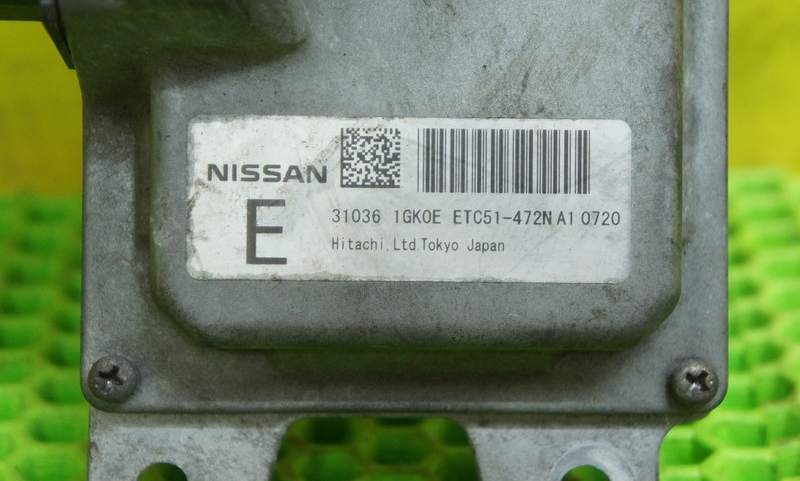 NISSAN
E
31036 1GK0E ETC51-472N A1 0720
Hitachi.Ltd.Tokyo Japan